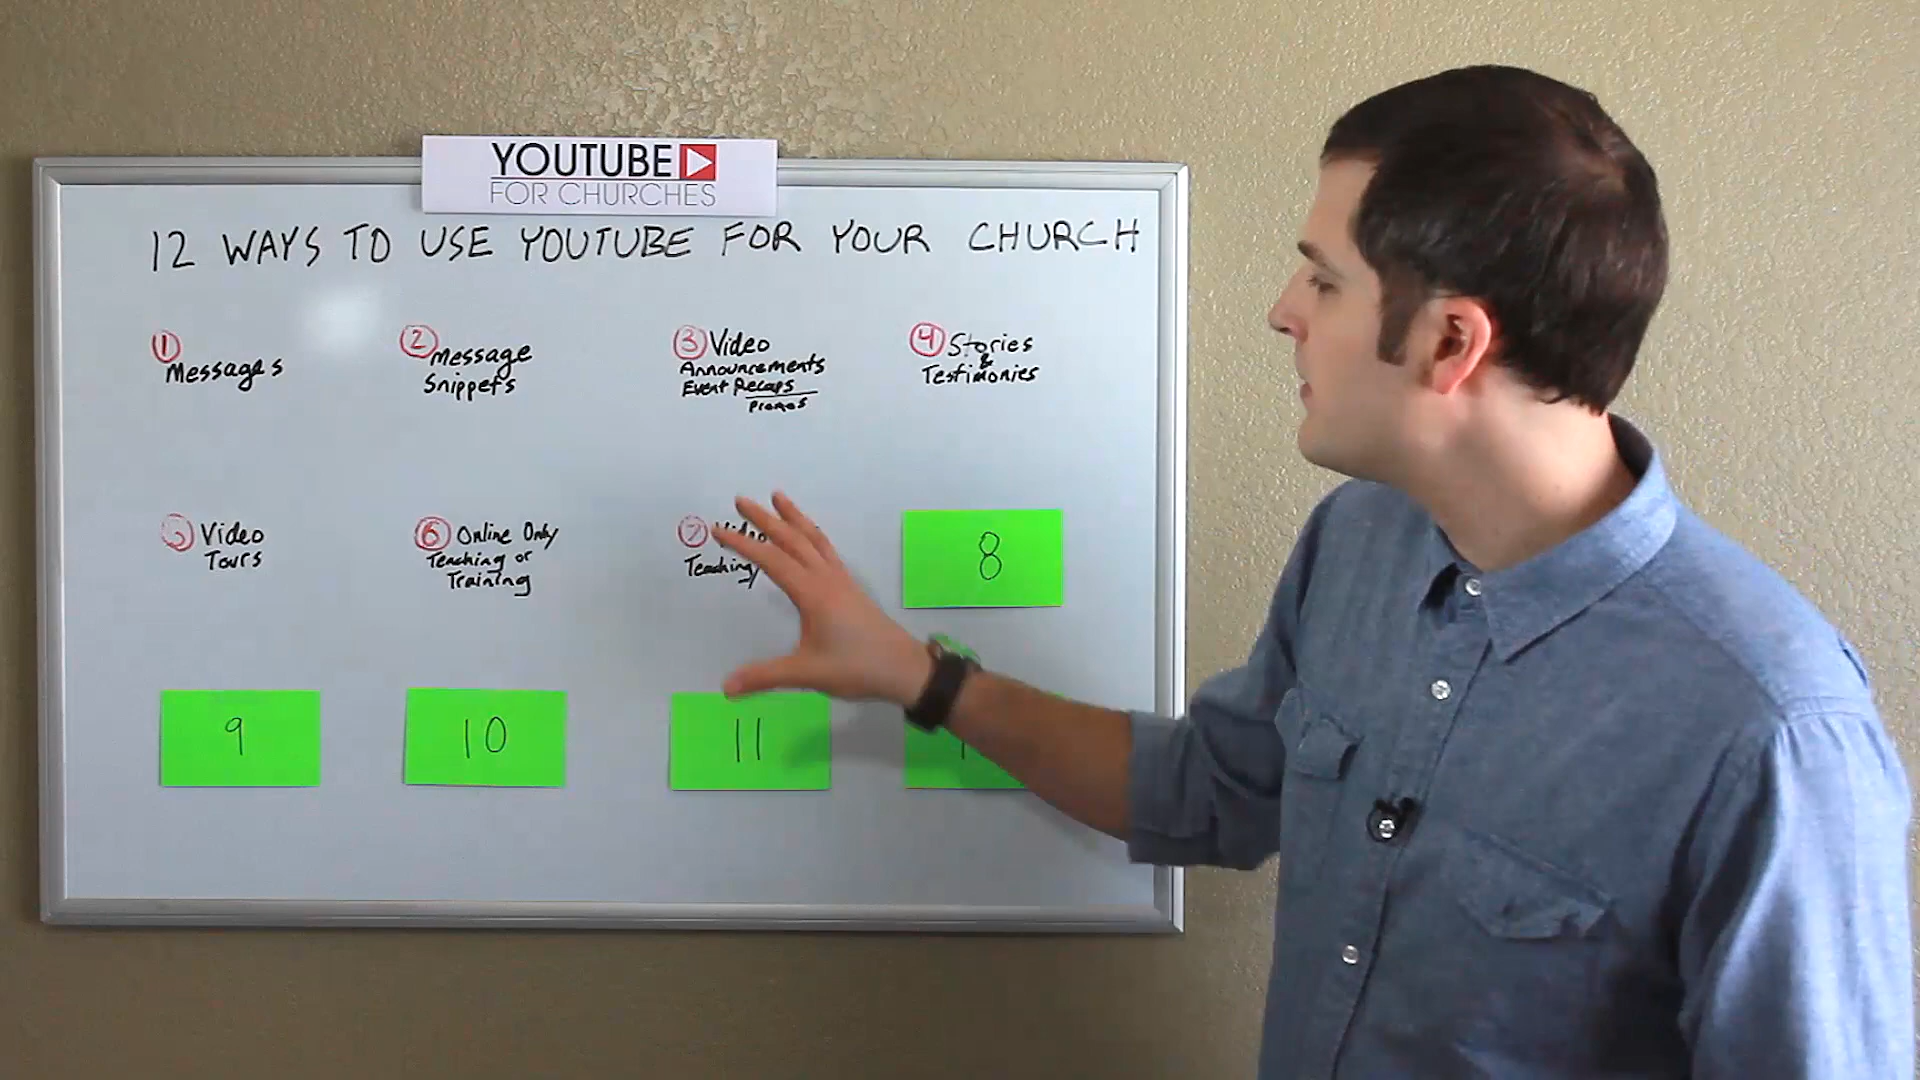 YOUTUBE
FOR CHURCHES
12 WAYS TO USE YOUTUBE FOR YOUR CHURCH
1 Messages
2 Message
Snippets
3 Video
Announcements
Event Recaps
Promos
4 Stories
&
Testimonies
5 Video
Tours
6 Online Only
Teaching or
Training
7 Video
Teaching
8
9
10
11